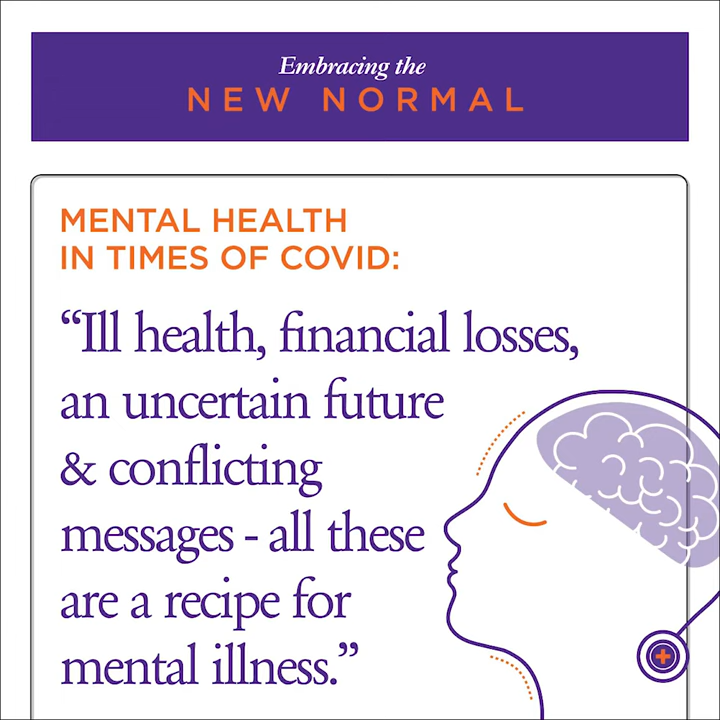 Embracing the
NEW NORMAL
MENTAL HEALTH
IN TIMES OF COVID:
“Ill health, financial losses,
an uncertain future
& conflicting
messages - all these
are a recipe for
mental illness.”